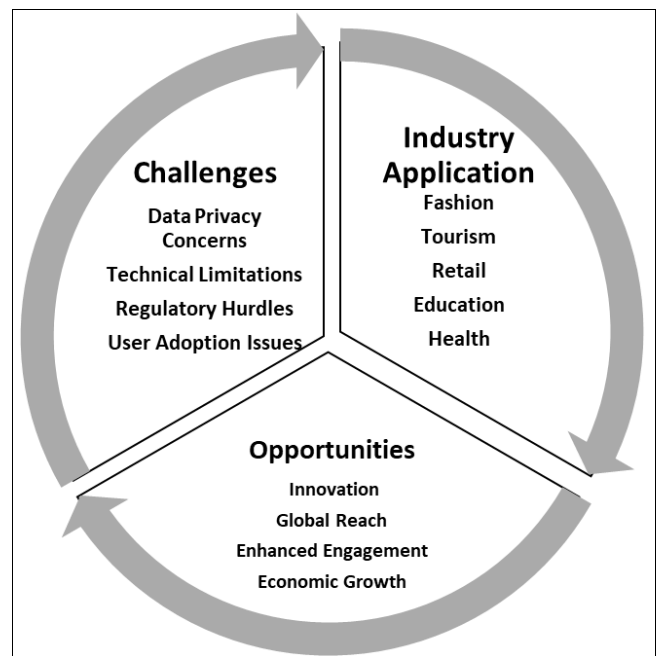 Challenges
Data Privacy
Concerns
Technical Limitations
Regulatory Hurdles
User Adoption Issues
Industry
Application
Fashion
Tourism
Retail
Education
Health
Opportunities
Innovation
Global Reach
Enhanced Engagement
Economic Growth